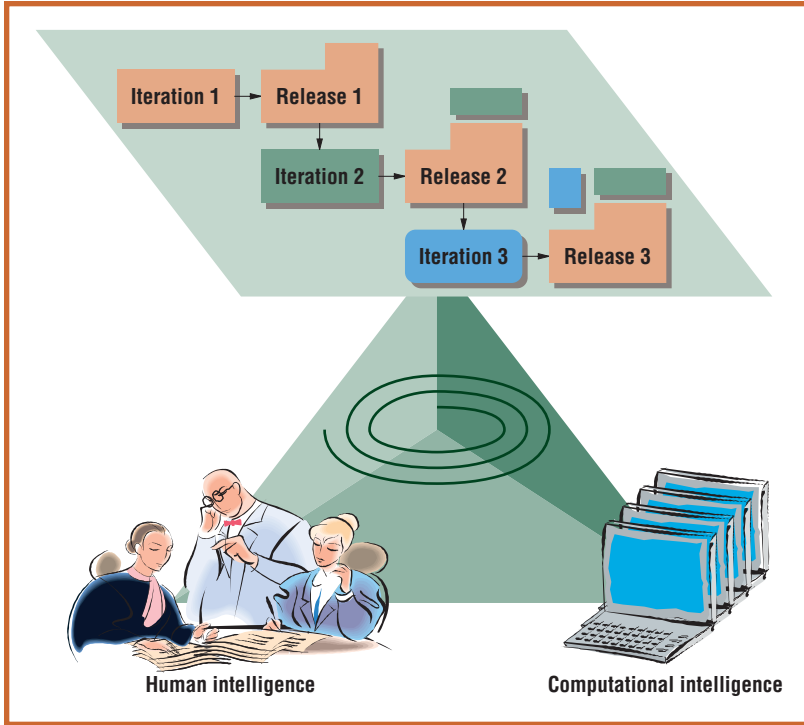 Iteration 1
Release 1
Iteration 2
Release 2
Iteration 3
Release 3
Human intelligence
Computational intelligence